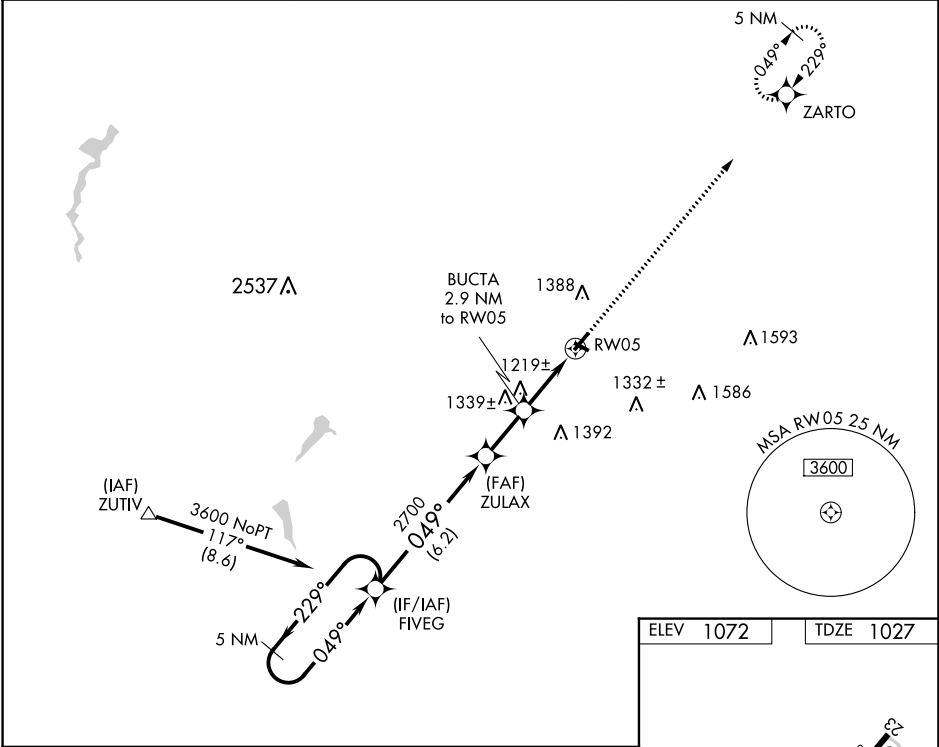 5 NM
049°
229°
ZARTO
2537
BUCTA
2.9 NM
to RW05
1388
RW05
1593
1219±
1332 ±
1586
1339±
1392
MSA RW05 25 NM
3600
(FAF)
ZULAX
(IAF)
ZUTIV
3600 NoPT
117°
(8.6)
2700
049°
(6.2)
229°
(IF/IAF)
FIVEG
5 NM
049°
ELEV 1072
TDZE 1027
23